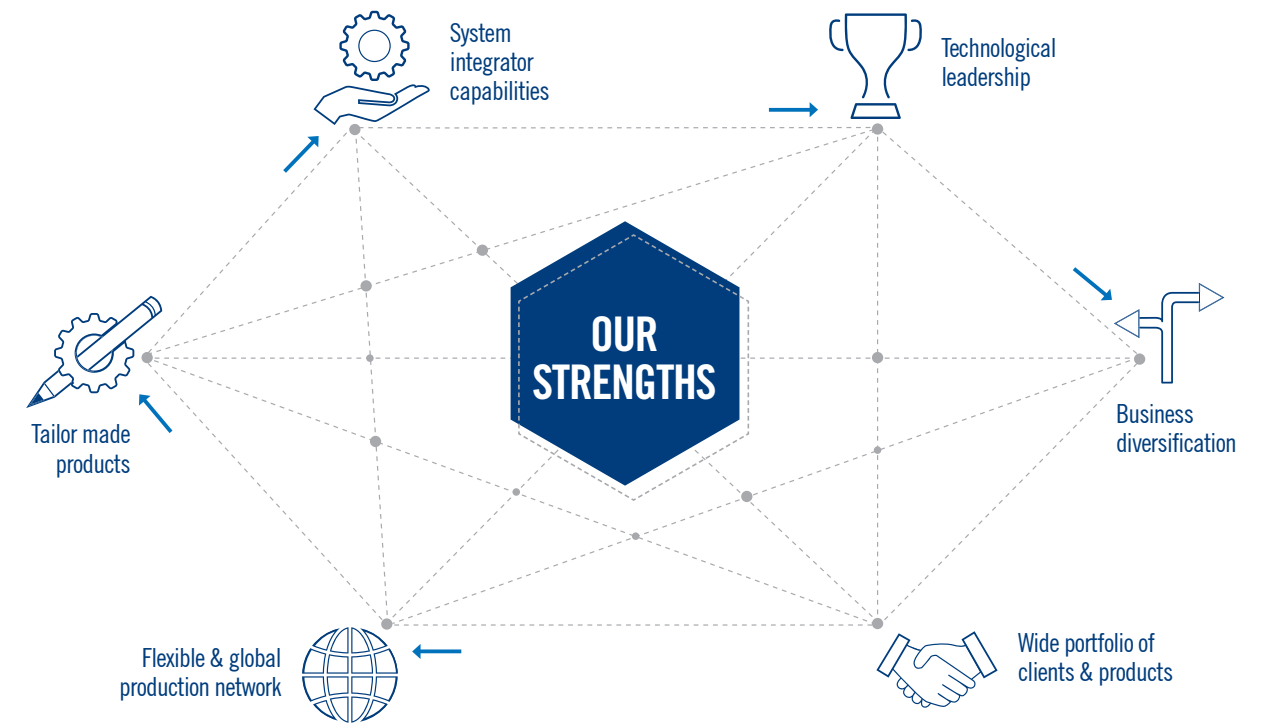 System
integrator
capabilities
Technological
leadership
OUR
STRENGTHS
Tailor made
products
Business
diversification
Flexible & global
production network
Wide portfolio of
clients & products